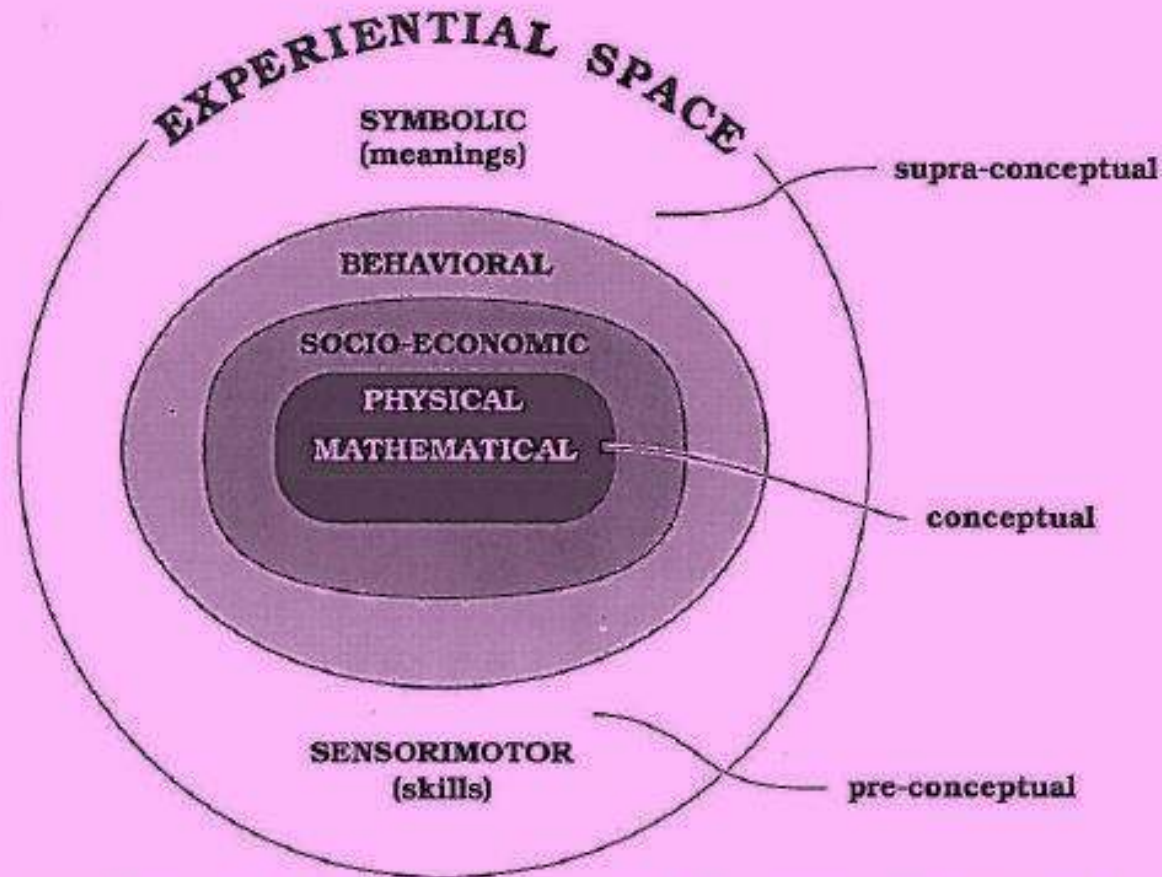 EXPERIENTIAL SPACE
SYMBOLIC
(meanings)
supra-conceptual
BEHAVIORAL
SOCIO-ECONOMIC
PHYSICAL
MATHEMATICAL
conceptual
SENSORIMOTOR
(skills)
pre-conceptual